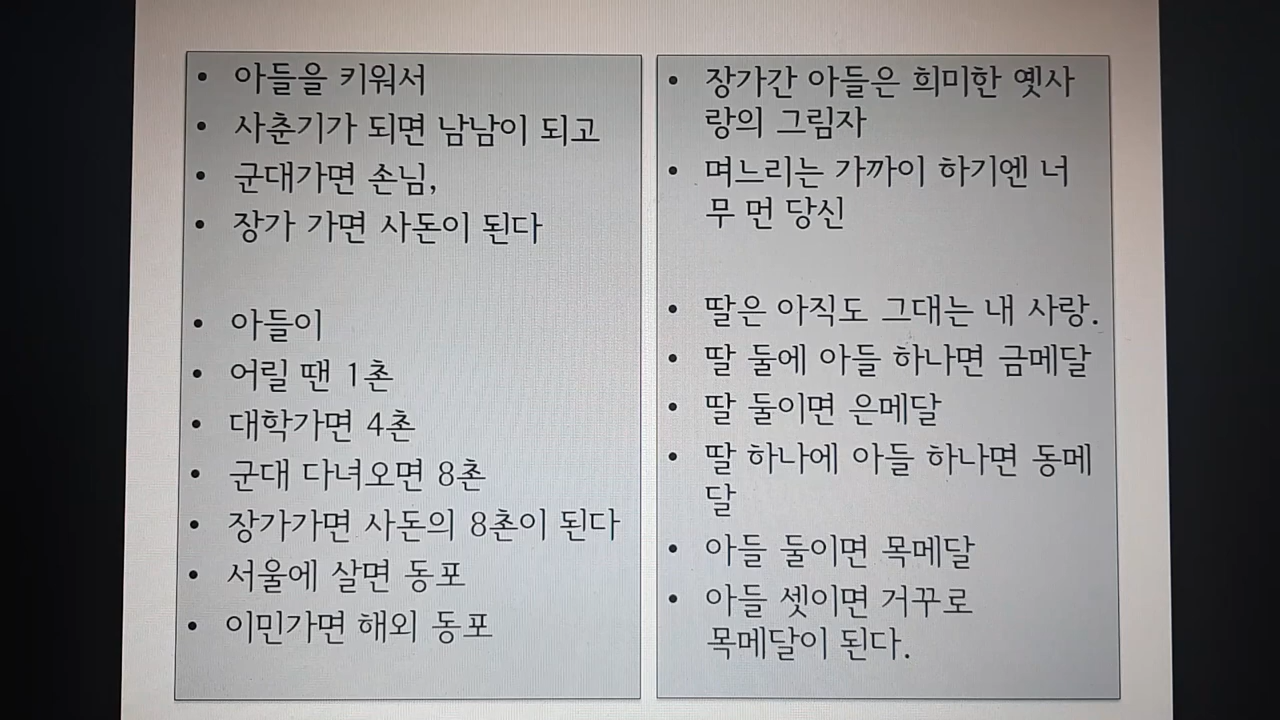 • 아들을 키워서
• 사춘기가 되면 남남이 되고
• 군대가면 손님,
• 장가 가면 사돈이 된다
• 아들이
• 어릴 땐 1촌
• 대학가면 4촌
• 군대 다녀오면 8촌
• 장가가면 사돈의 8촌이 된다
• 서울에 살면 동포
• 이민가면 해외 동포
• 장가간 아들은 희미한 옛사
랑의 그림자
• 며느리는 가까이 하기엔 너
무 먼 당신
• 딸은 아직도 그대는 내 사랑.
• 딸 둘에 아들 하나면 금메달
• 딸 둘이면 은메달
• 딸 하나에 아들 하나면 동메
달
• 아들 둘이면 목메달
• 아들 셋이면 거꾸로
목메달이 된다.